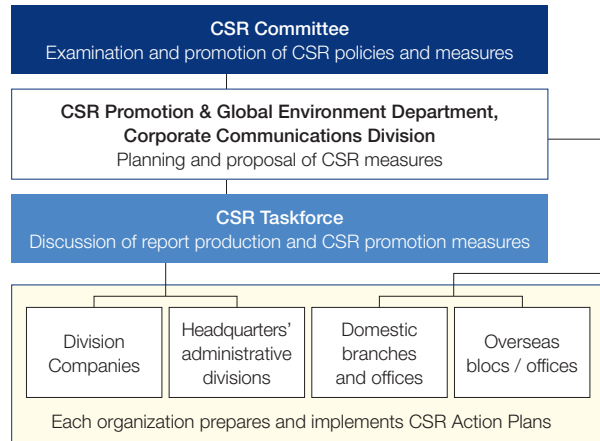 CSR Committee
Examination and promotion of CSR policies and measures
CSR Promotion & Global Environment Department,
Corporate Communications Division
Planning and proposal of CSR measures
CSR Taskforce
Discussion of report production and CSR promotion measures
Division
Companies
Headquarters’
administrative
divisions
Domestic
branches
and offices
Overseas
blocs / offices
Each organization prepares and implements CSR Action Plans